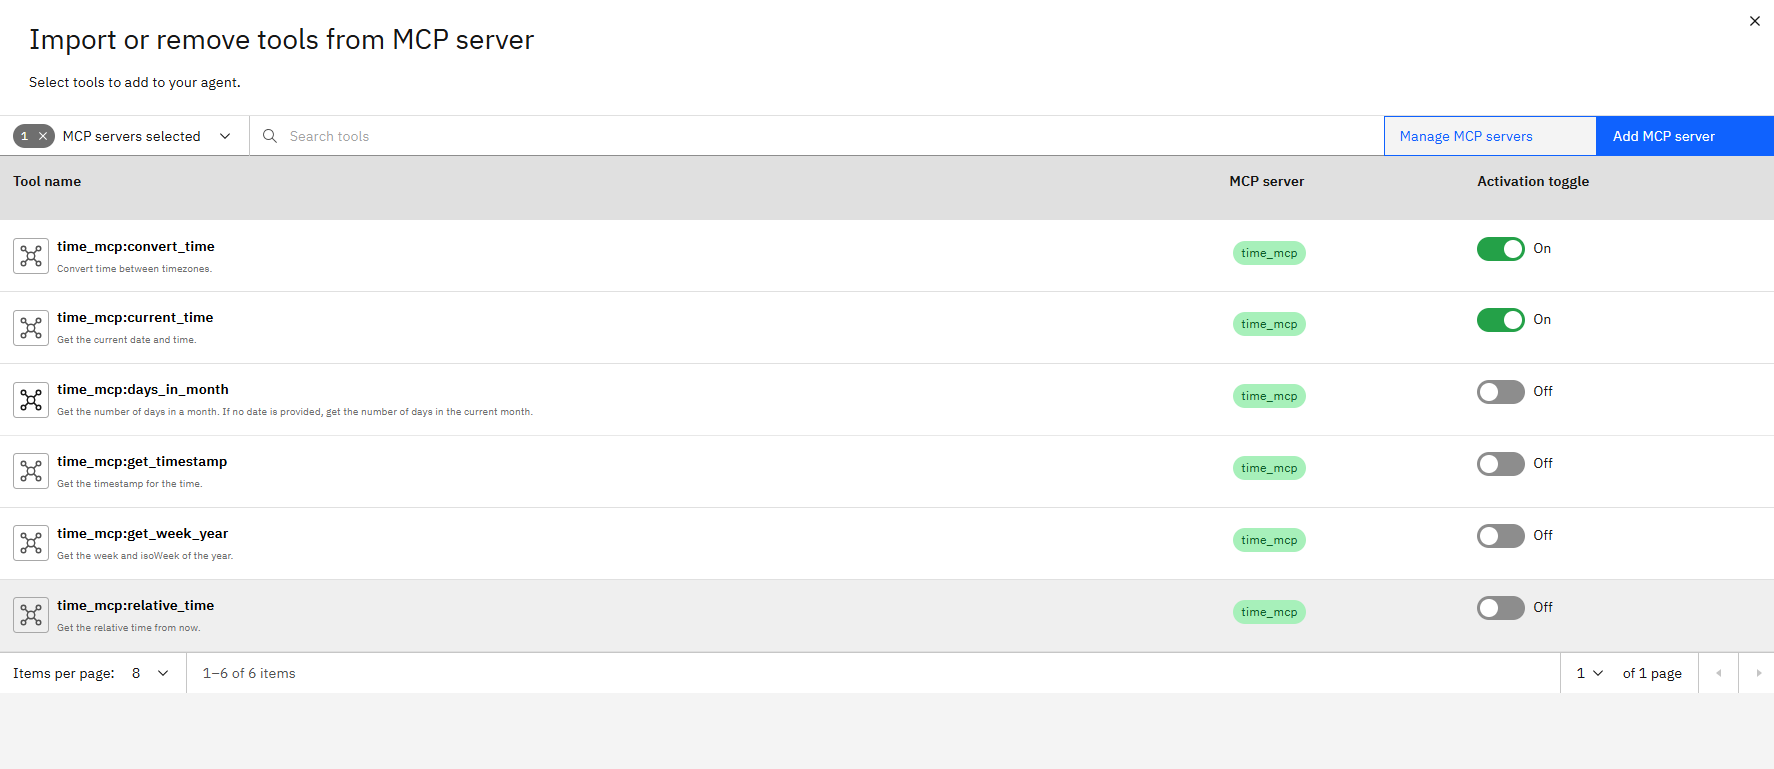 Import or remove tools from MCP server
Select tools to add to your agent.
1 MCP servers selected
Search tools
Manage MCP servers
Add MCP server
Tool name
MCP server
Activation toggle
time_mcp:convert_time
Convert time between timezones.
time_mcp
On
time_mcp:current_time
Get the current date and time.
time_mcp
On
time_mcp:days_in_month
Get the number of days in a month. If no date is provided, get the number of days in the current month.
time_mcp
Off
time_mcp:get_timestamp
Get the timestamp for the time.
time_mcp
Off
time_mcp:get_week_year
Get the week and isoWeek of the year.
time_mcp
Off
time_mcp:relative_time
Get the relative time from now.
time_mcp
Off
Items per page: 8
1–6 of 6 items
1 of 1 page